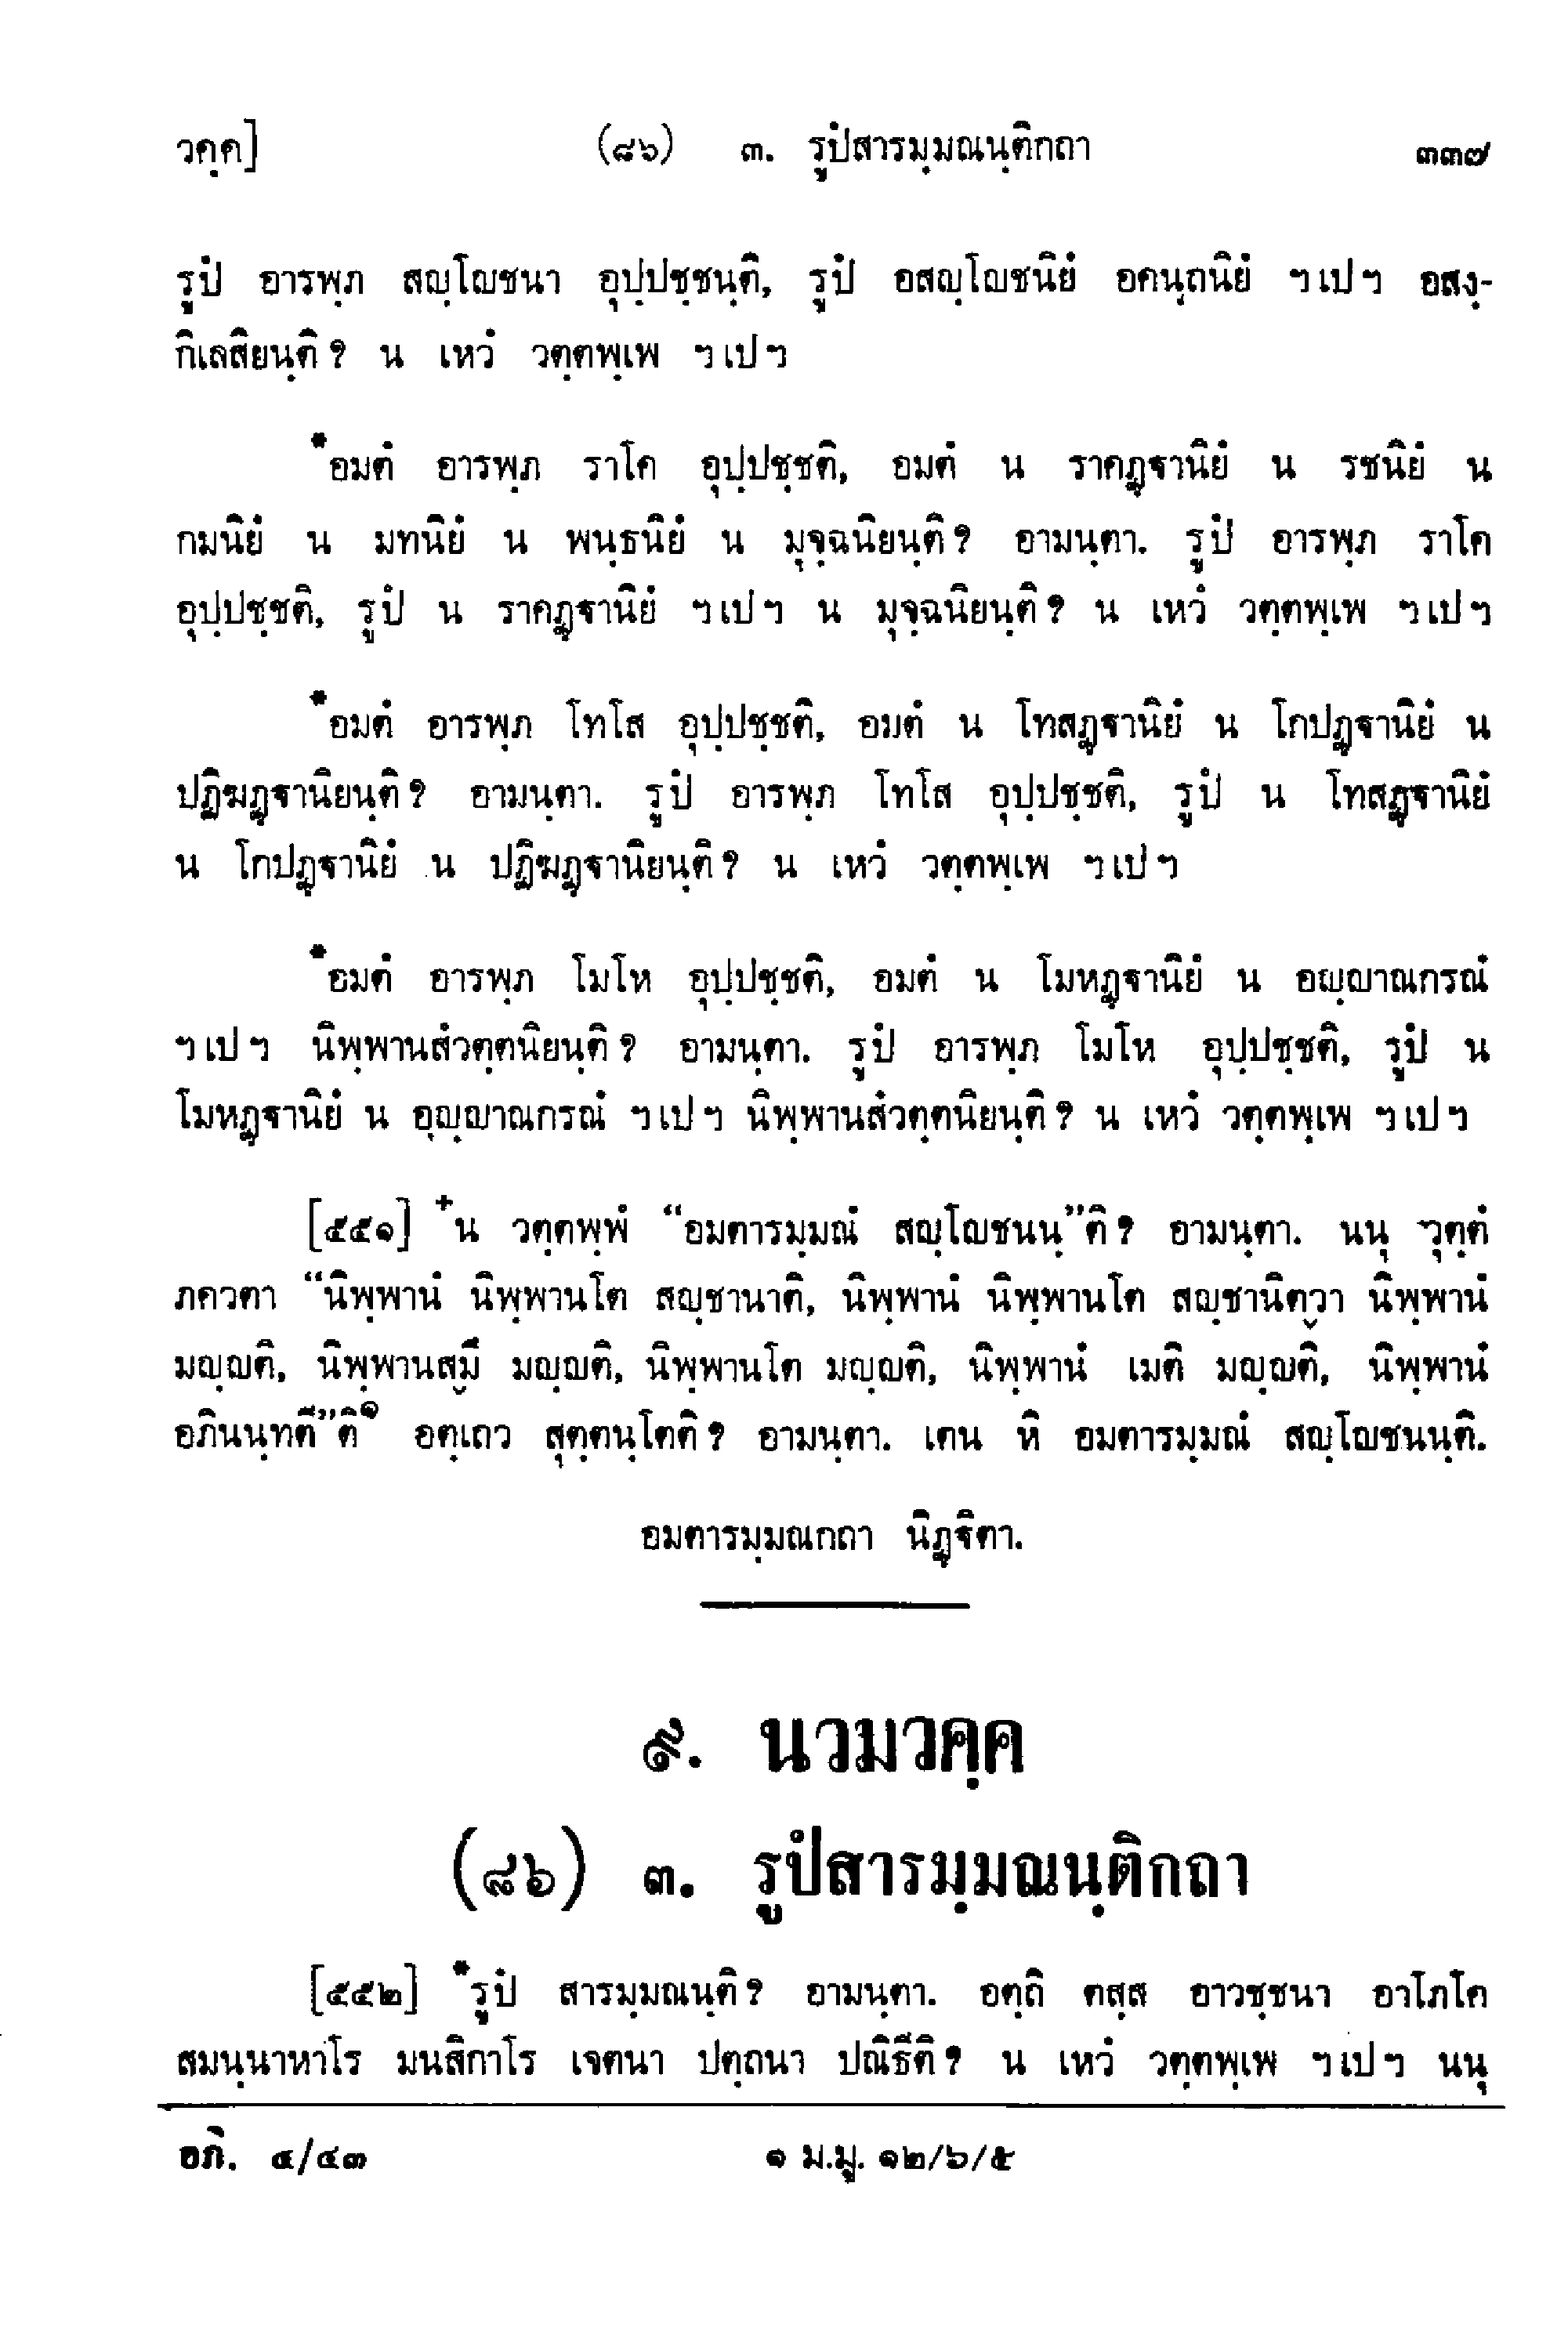 วคฺค] (๘๖) ๓. รูปํสารมฺมณนฺติกถา ๓๓๗
รูปํ อารพฺภ สญฺโญชนา อุปฺปชฺชนฺติ, รูปํ อสญฺโญชนิยํ อคนฺถนิยํ ฯเปฯ อสงฺ-
กิเลสิยนฺติ? น เหวํ วตฺตพฺเพ ฯเปฯ
*อมตํ อารพฺภ ราโค อุปฺปชฺชติ, อมตํ น ราคฏฺฐานิยํ น รชนิยํ น
กมนิยํ น มทนิยํ น พนฺธนิยํ น มุจฺฉนิยนฺติ? อามนฺตา. รูปํ อารพฺภ ราโค
อุปฺปชฺชติ, รูปํ น ราคฏฺฐานิยํ ฯเปฯ น มุจฺฉนิยนฺติ? น เหวํ วตฺตพฺเพ ฯเปฯ
*อมตํ อารพฺภ โทโส อุปฺปชฺชติ, อมตํ น โทสฏฺฐานิยํ น โกปฏฺฐานิยํ น
ปฏิฆฏฺฐานิยนฺติ? อามนฺตา. รูปํ อารพฺภ โทโส อุปฺปชฺชติ, รูปํ น โทสฏฺฐานิยํ
น โกปฏฺฐานิยํ น ปฏิฆฏฺฐานิยนฺติ? น เหวํ วตฺตพฺเพ ฯเปฯ
*อมตํ อารพฺภ โมโห อุปฺปชฺชติ, อมตํ น โมหฏฺฐานิยํ น อญฺญาณกรณํ
ฯเปฯ นิพฺพานสํวตฺตนิยนฺติ? อามนฺตา. รูปํ อารพฺภ โมโห อุปฺปชฺชติ, รูปํ น
โมหฏฺฐานิยํ น อุญฺญาณกรณํ ฯเปฯ นิพฺพานสํวตฺตนิยนฺติ? น เหวํ วตฺตพฺเพ ฯเปฯ
[๕๕๑] +น วตฺตพฺพํ “อมตารมฺมณํ สญฺโญชนนฺ”ติ? อามนฺตา. นนุ วุตฺตํ
ภควตา “นิพฺพานํ นิพฺพานโต สญฺชานาติ, นิพฺพานํ นิพฺพานโต สญฺชานิตฺวา นิพฺพานํ
มญฺญติ, นิพฺพานสฺมึ มญฺญติ, นิพฺพานโต มญฺญติ, นิพฺพานํ เมติ มญฺญติ, นิพฺพานํ
อภินนฺทตี”ติ๑ อตฺเถว สุตฺตนฺโตติ? อามนฺตา. เตน หิ อมตารมฺมณํ สญฺโญชนนฺติ.
อมตารมฺมณกถา นิฏฺฐิตา.
๙. นวมวคฺค
(๘๖) ๓. รูปํสารมฺมณนฺติกถา
[๕๕๒] *รูปํ สารมฺมณนฺติ? อามนฺตา. อตฺถิ ตสฺส อาวชฺชนา อาโภโค
สมนฺนาหาโร มนสิกาโร เจตนา ปตฺถนา ปณิธีติ? น เหวํ วตฺตพฺเพ ฯเปฯ นนุ
อภิ. ๔/๔๓ ๑ ม.มู. ๑๒/๖/๕